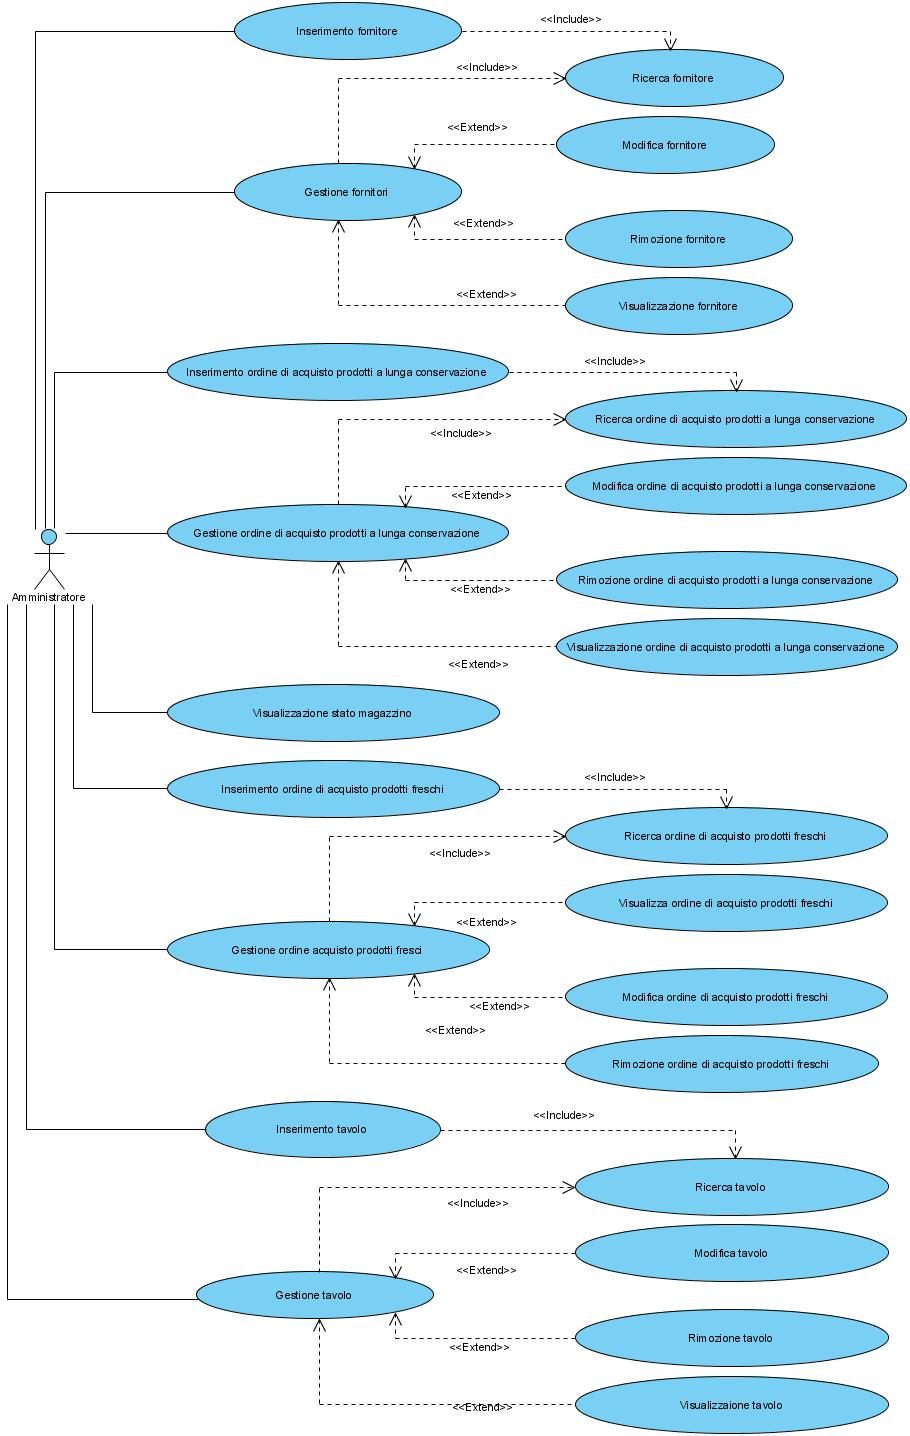 <<Include>>
Inserimento fornitore
<<Include>>
Ricerca fornitore
<<Extend>>
Modifica fornitore
Gestione fornitori
<<Extend>>
Rimozione fornitore
<<Extend>>
Visualizzazione fornitore
<<Include>>
Inserimento ordine di acquisto prodotti a lunga conservazione
Ricerca ordine di acquisto prodotti a lunga conservazione
<<Include>>
Modifica ordine di acquisto prodotti a lunga conservazione
<<Extend>>
Gestione ordine di acquisto prodotti a lunga conservazione
Rimozione ordine di acquisto prodotti a lunga conservazione
<<Extend>>
Amministratore
Visualizzazione ordine di acquisto prodotti a lunga conservazione
<<Extend>>
Visualizzazione stato magazzino
<<Include>>
Inserimento ordine di acquisto prodotti freschi
Ricerca ordine di acquisto prodotti freschi
<<Include>>
Visualizza ordine di acquisto prodotti freschi
<<Extend>>
Gestione ordine acquisto prodotti fresci
Modifica ordine di acquisto prodotti freschi
<<Extend>>
<<Extend>>
Rimozione ordine di acquisto prodotti freschi
<<Include>>
Inserimento tavolo
Ricerca tavolo
<<Include>>
Modifica tavolo
<<Extend>>
Gestione tavolo
Rimozione tavolo
<<Extend>>
Visualizzaione tavolo
<<Extend>>